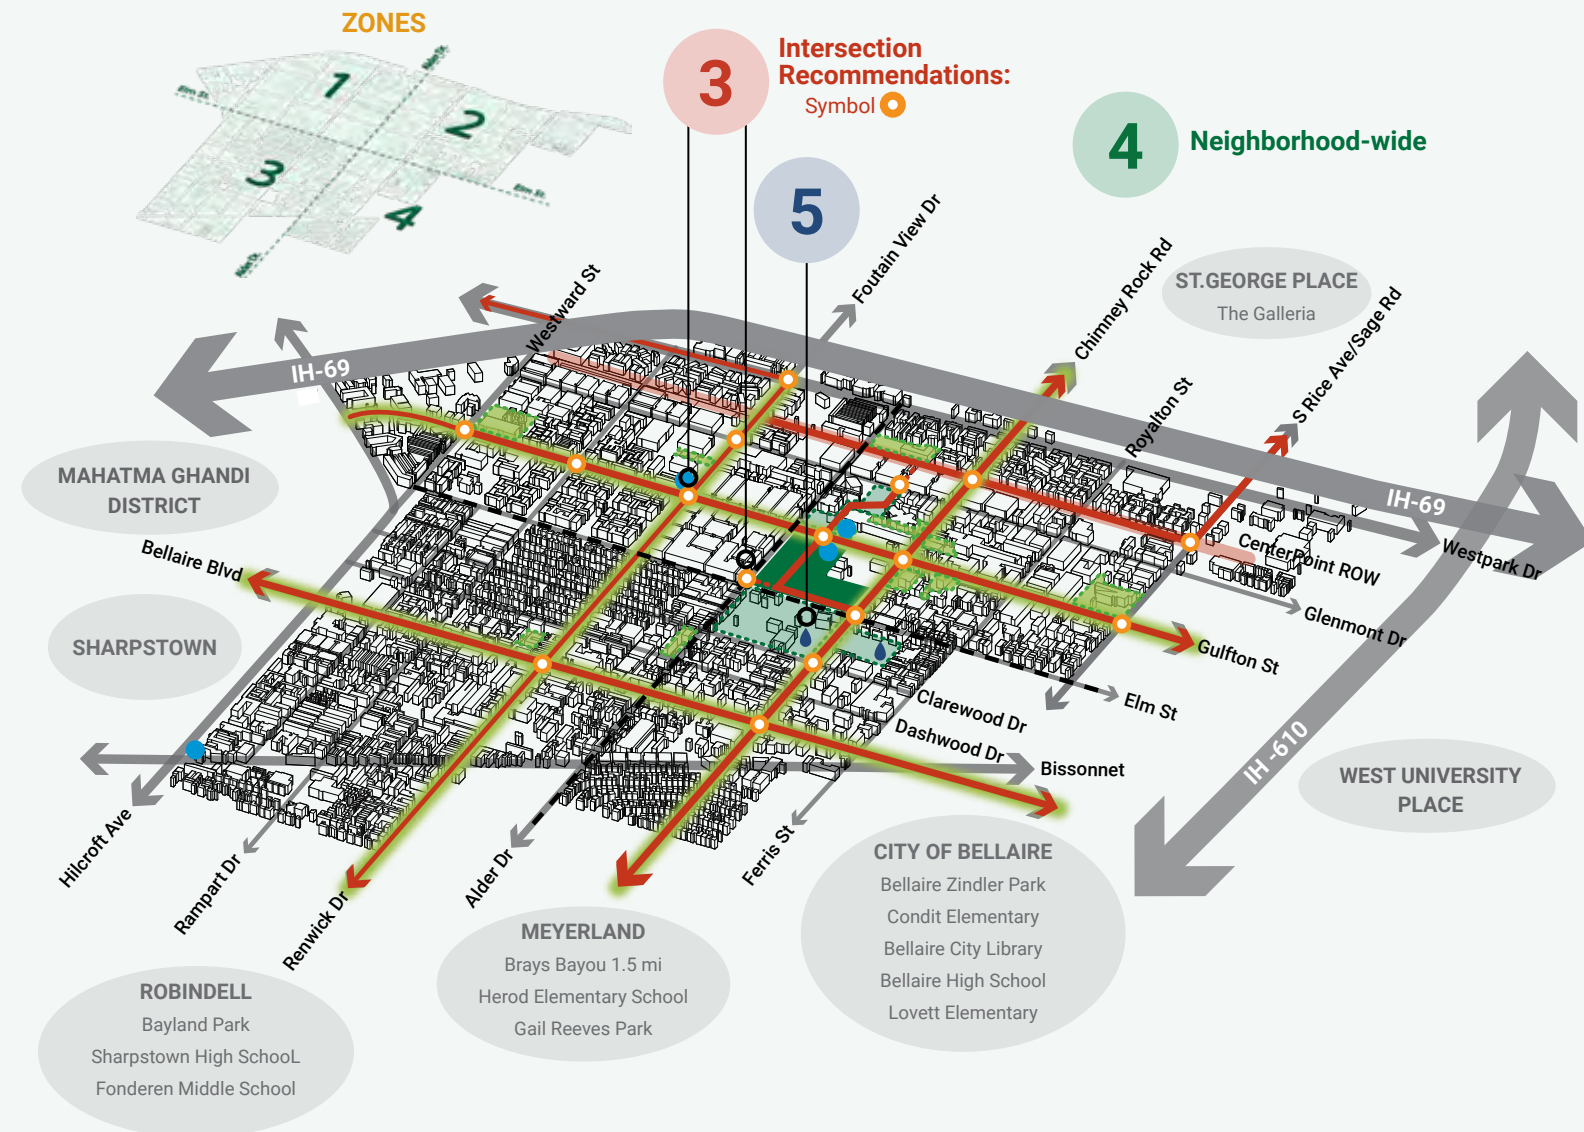 ZONES
1
2
3
4
Elm St.
Elm St.
3
Intersection
Recommendations:
Symbol
4
Neighborhood-wide
5
Foutain View Dr
Westward St
Chimney Rock Rd
ST.GEORGE PLACE
The Galleria
S Rice Ave/Sage Rd
Royalton St
IH-69
IH-69
MAHATMA GHANDI
DISTRICT
Bellaire Blvd
CenterPoint ROW
Westpark Dr
Glenmont Dr
Gulfton St
SHARPSTOWN
Elm St
Clarewood Dr
Dashwood Dr
Bissonnet
IH -610
WEST UNIVERSITY
PLACE
Hilcroft Ave
Rampart Dr
Renwick Dr
Alder Dr
Ferris St
CITY OF BELLAIRE
Bellaire Zindler Park
Condit Elementary
Bellaire City Library
Bellaire High School
Lovett Elementary
MEYERLAND
Brays Bayou 1.5 mi
Herod Elementary School
Gail Reeves Park
ROBINDELL
Bayland Park
Sharpstown High SchooL
Fonderen Middle School